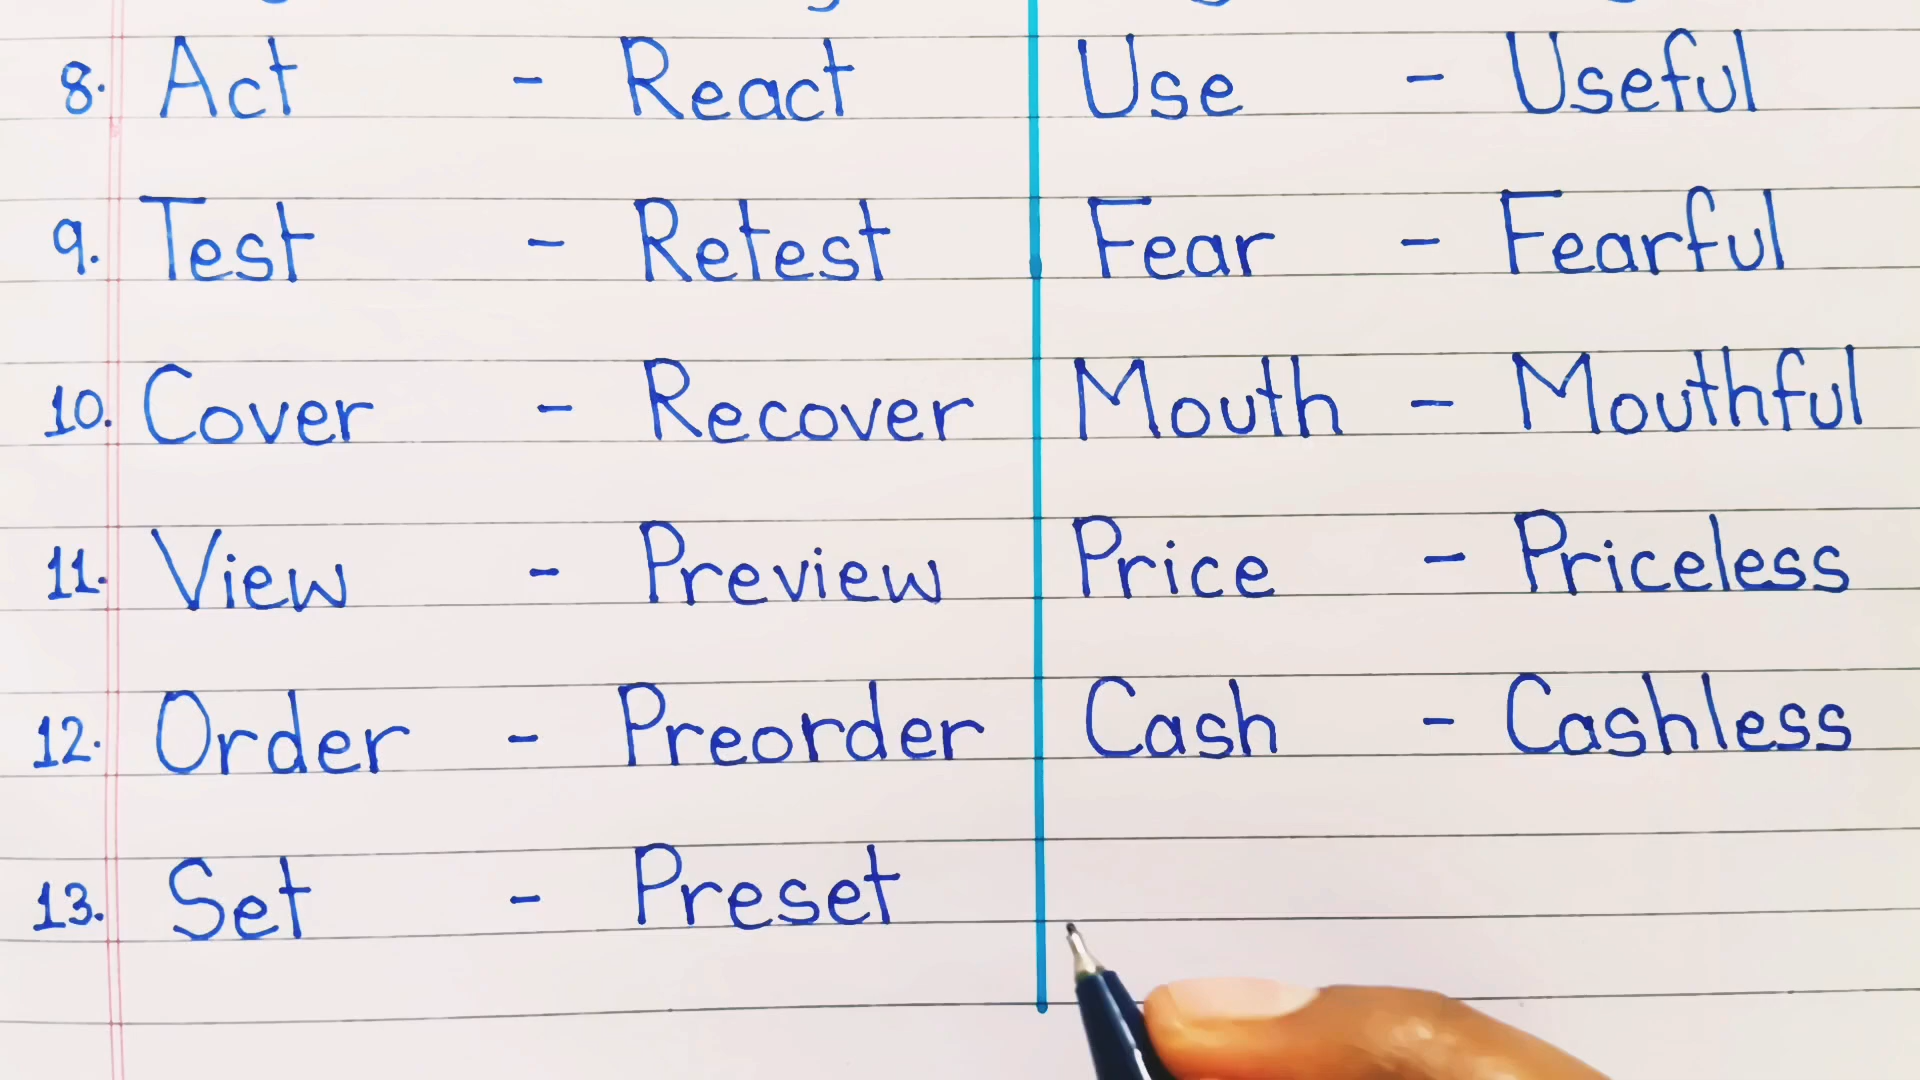 8. Act - React Use - Useful
9. Test - Retest Fear - Fearful
10. Cover - Recover Mouth - Mouthful
11. View - Preview Price - Priceless
12. Order - Preorder Cash - Cashless
13. Set - Preset